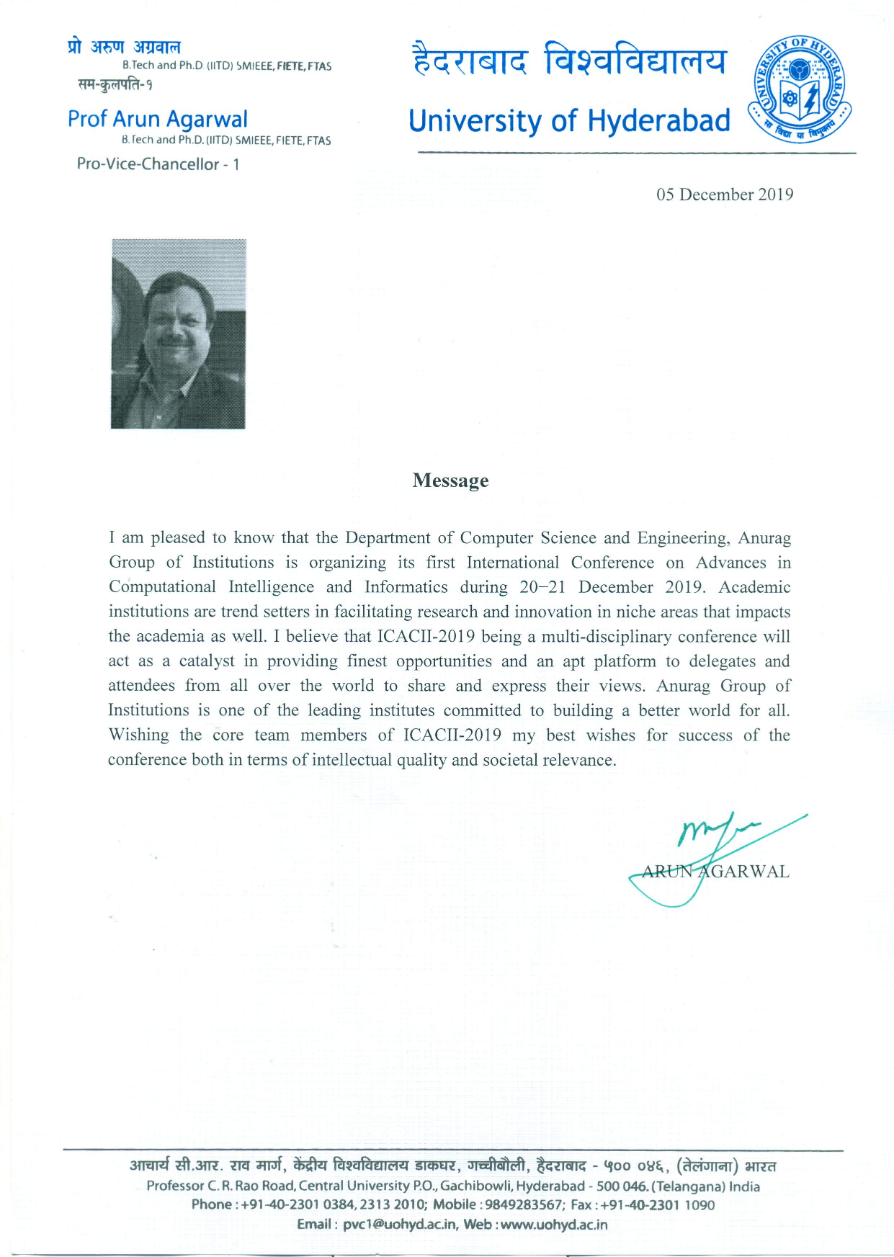 प्रो अरुण अग्रवाल
B.Tech and Ph.D (IITD) SMIEEE, FIETE, FTAS
सम-कुलपति-१
Prof Arun Agarwal
B.Tech and Ph.D. (IITD) SMIEEE, FIETE, FTAS
Pro-Vice-Chancellor - 1
हैदराबाद विश्वविद्यालय
University of Hyderabad
UNIVERSITY OF HYDERABAD
सा विद्या या विमुक्तये
05 December 2019
Message
I am pleased to know that the Department of Computer Science and Engineering, Anurag
Group of Institutions is organizing its first International Conference on Advances in
Computational Intelligence and Informatics during 20–21 December 2019. Academic
institutions are trend setters in facilitating research and innovation in niche areas that impacts
the academia as well. I believe that ICACII-2019 being a multi-disciplinary conference will
act as a catalyst in providing finest opportunities and an apt platform to delegates and
attendees from all over the world to share and express their views. Anurag Group of
Institutions is one of the leading institutes committed to building a better world for all.
Wishing the core team members of ICACII-2019 my best wishes for success of the
conference both in terms of intellectual quality and societal relevance.
ARUN AGARWAL
आचार्य सी.आर. राव मार्ग, केंद्रीय विश्वविद्यालय डाकघर, गच्चीबौली, हैदराबाद - ५०० ०४६, (तेलंगाना) भारत
Professor C. R. Rao Road, Central University P.O., Gachibowli, Hyderabad - 500 046. (Telangana) India
Phone : +91-40-2301 0384, 2313 2010; Mobile : 9849283567; Fax : +91-40-2301 1090
Email : pvc1@uohyd.ac.in, Web : www.uohyd.ac.in